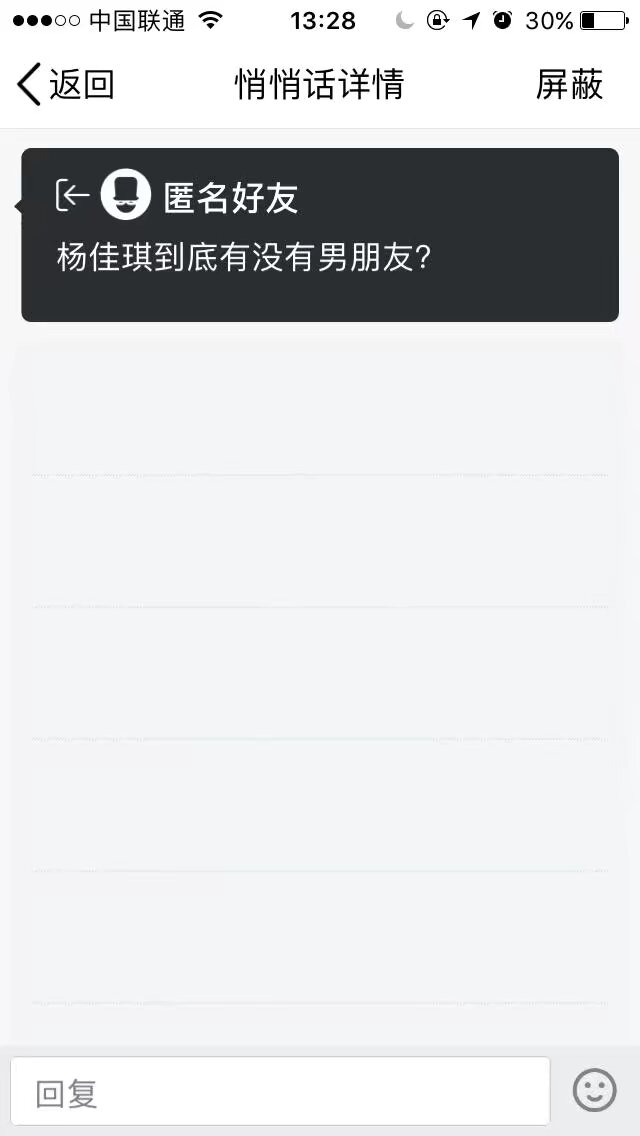 中国联通 13:28 30%
返回 悄悄话详情 屏蔽
匿名好友
杨佳琪到底有没有男朋友?
回复